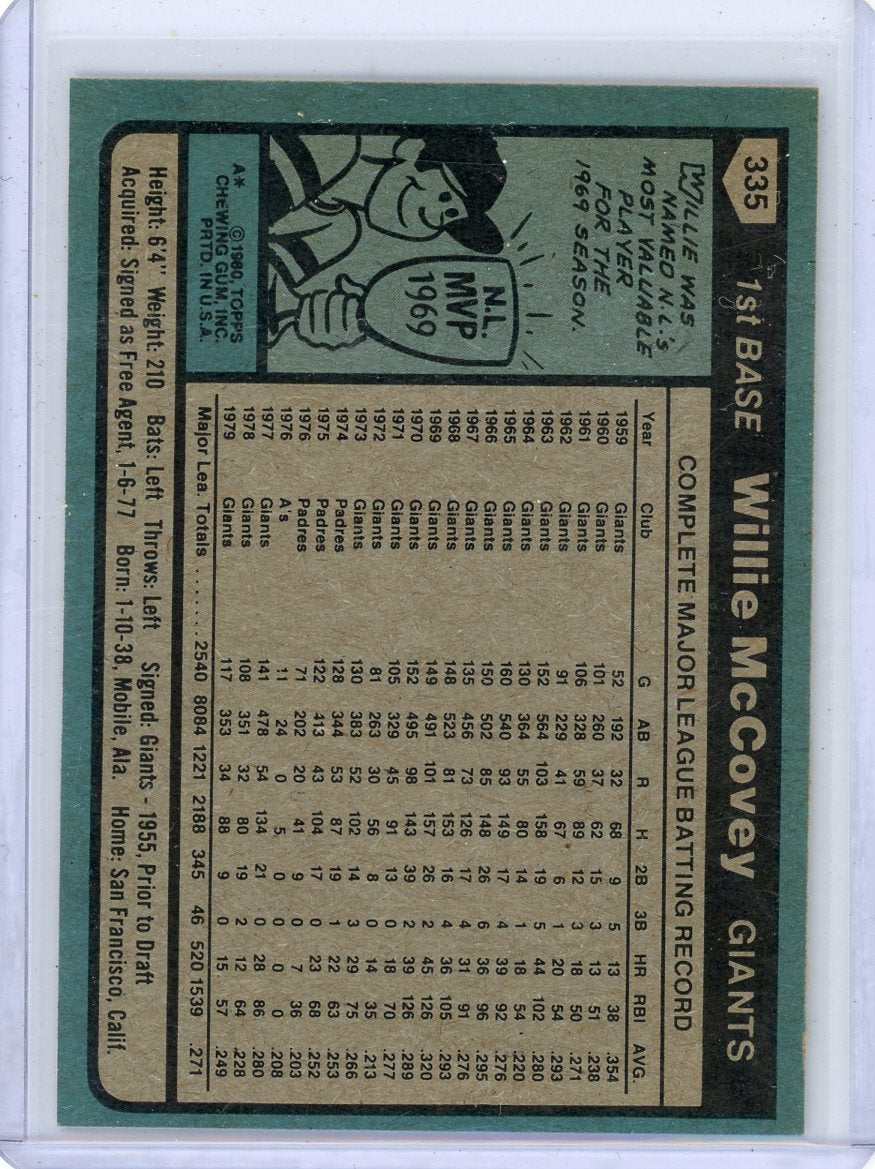 335 1st BASE Willie McCovey GIANTS
WILLIE WAS
NAMED N.L.'s
MOST VALUABLE
PLAYER
FOR THE
1969 SEASON.
N.L.
MVP
1969
A* © 1980, TOPPS
CHEWING GUM, INC.
PRTD. IN U.S.A.
COMPLETE MAJOR LEAGUE BATTING RECORD
Year Club G AB R H 2B 3B HR RBI AVG.
1959 Giants 52 192 32 68 9 5 13 38 .354
1960 Giants 101 260 37 62 15 3 13 51 .238
1961 Giants 106 328 59 89 12 3 18 50 .271
1962 Giants 91 229 41 67 6 1 20 54 .293
1963 Giants 152 564 103 158 19 5 44 102 .280
1964 Giants 130 364 55 80 14 1 18 54 .220
1965 Giants 160 540 93 149 17 4 39 92 .276
1966 Giants 150 502 85 148 26 6 36 96 .295
1967 Giants 135 456 73 126 17 4 31 91 .276
1968 Giants 148 523 81 153 16 4 36 105 .293
1969 Giants 149 491 101 157 26 2 45 126 .320
1970 Giants 152 495 98 143 39 2 39 126 .289
1971 Giants 105 329 45 91 13 0 18 70 .277
1972 Giants 81 263 30 56 8 0 14 35 .213
1973 Giants 130 383 52 102 14 3 29 75 .266
1974 Padres 128 344 53 87 19 1 22 63 .253
1975 Padres 122 413 43 104 17 0 23 68 .252
1976 Padres 71 202 20 41 9 0 7 36 .203
1976 A's 11 24 0 5 0 0 0 0 .208
1977 Giants 141 478 54 134 21 0 28 86 .280
1978 Giants 108 351 32 80 19 2 12 64 .228
1979 Giants 117 353 34 88 9 0 15 57 .249
Major Lea. Totals . . . . . . . . 2540 8084 1221 2188 345 46 520 1539 .271
Height: 6'4" Weight: 210 Bats: Left Throws: Left Signed: Giants - 1955, Prior to Draft
Acquired: Signed as Free Agent, 1-6-77 Born: 1-10-38, Mobile, Ala. Home: San Francisco, Calif.